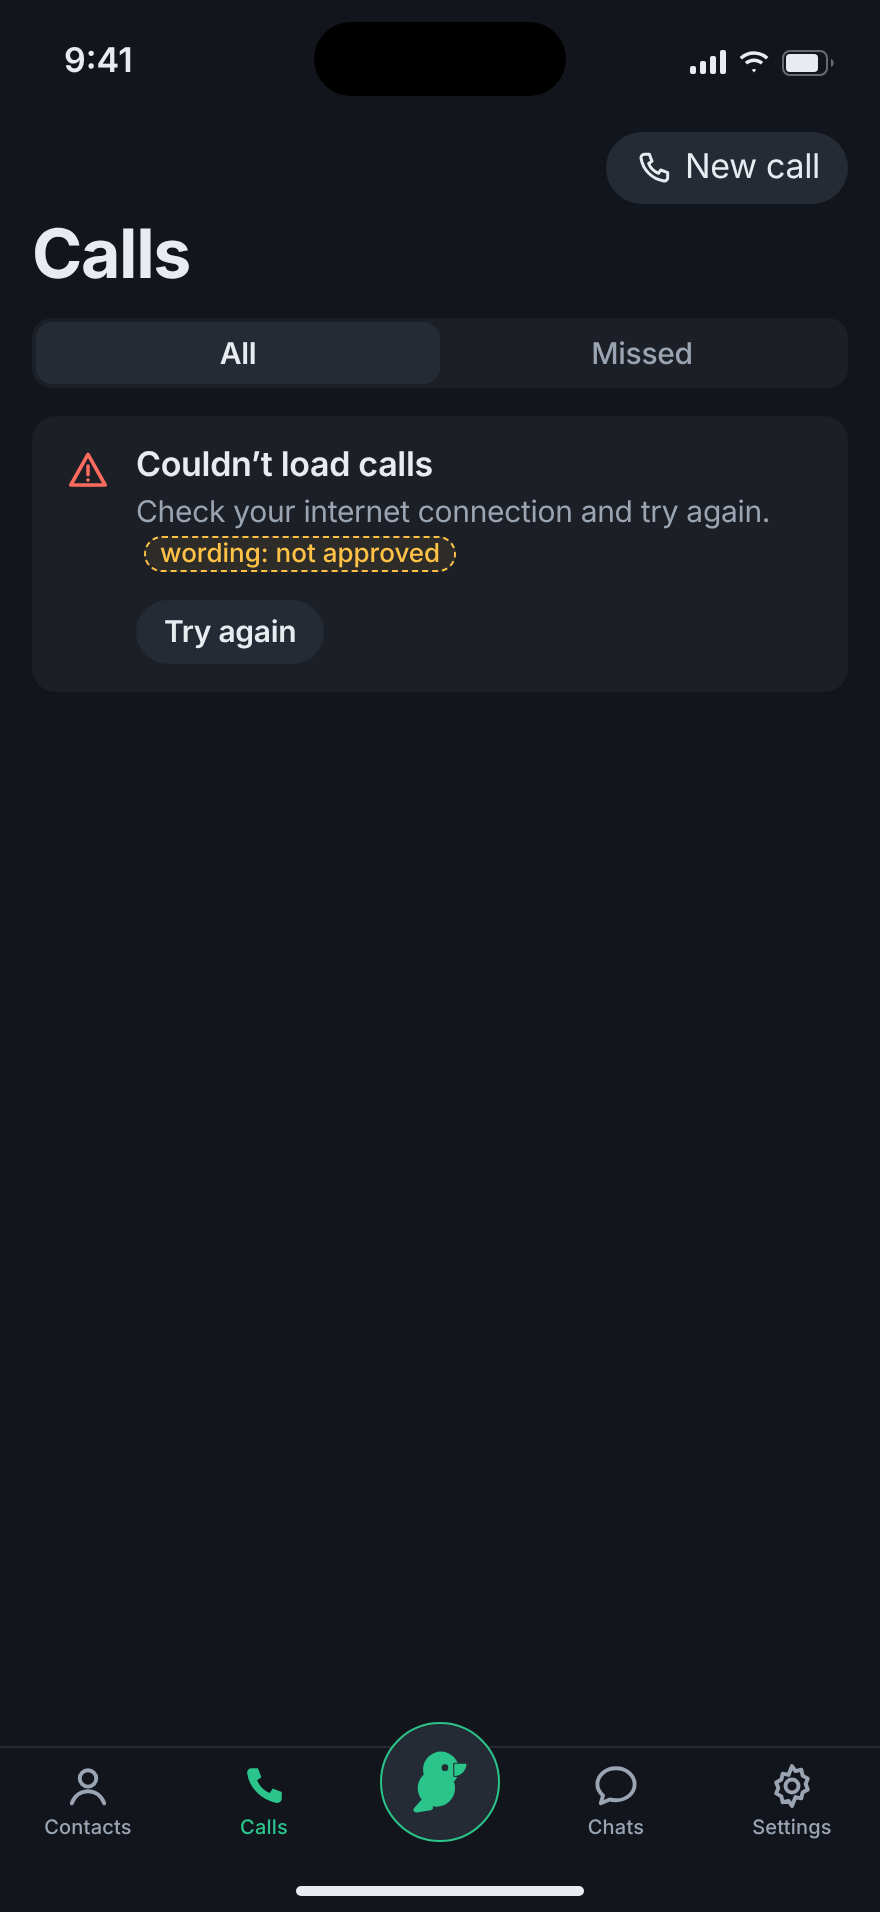 9:41
New call
Calls
All
Missed
Couldn’t load calls
Check your internet connection and try again.
wording: not approved
Try again
Contacts
Calls
Chats
Settings